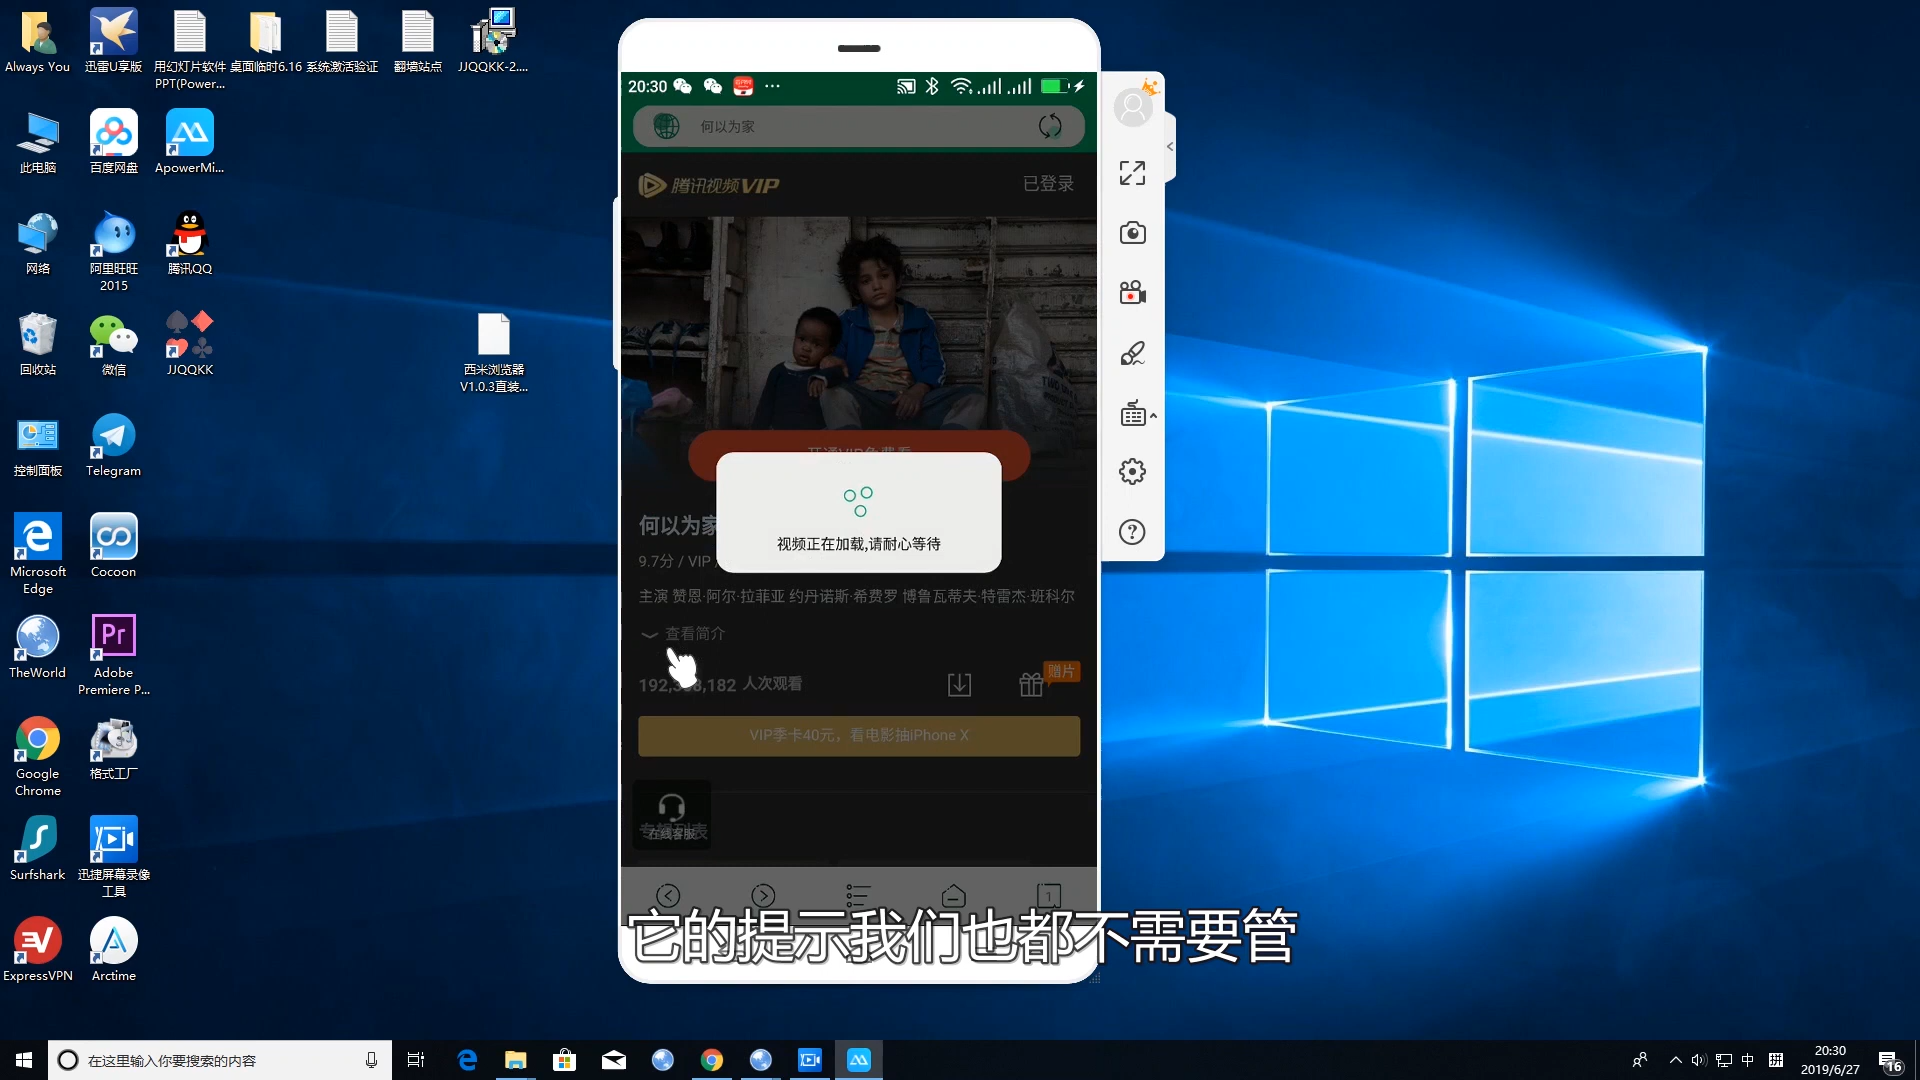 Always You
迅雷U享版
用幻灯片软件
PPT(Power...
桌面临时6.16
系统激活验证
翻墙站点
JJQQKK-2....
此电脑
百度网盘
ApowerMi...
网络
阿里旺旺
2015
腾讯QQ
回收站
微信
JJQQKK
西米浏览器
V1.0.3直装...
控制面板
Telegram
Microsoft
Edge
Cocoon
TheWorld
Pr
Adobe
Premiere P...
Google
Chrome
格式工厂
Surfshark
迅捷屏幕录像
工具
ExpressVPN
Arctime
20:30
何以为家
腾讯视频VIP
已登录
视频正在加载,请耐心等待
何以为家
9.7分 / VIP
主演 赞恩·阿尔·拉菲亚 约丹诺斯·希费罗 博鲁瓦蒂夫·特雷杰·班科尔
查看简介
人次观看
赠片
VIP季卡40元，看电影抽iPhone X
在线客服
1
它的提示我们也都不需要管
在这里输入你要搜索的内容
中
拼
20:30
2019/6/27
16